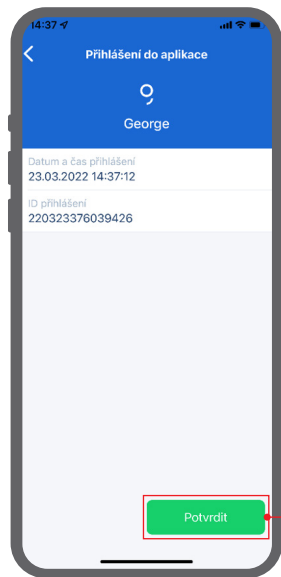 14:37
Přihlášení do aplikace
George
Datum a čas přihlášení
23.03.2022 14:37:12
ID přihlášení
220323376039426
Potvrdit